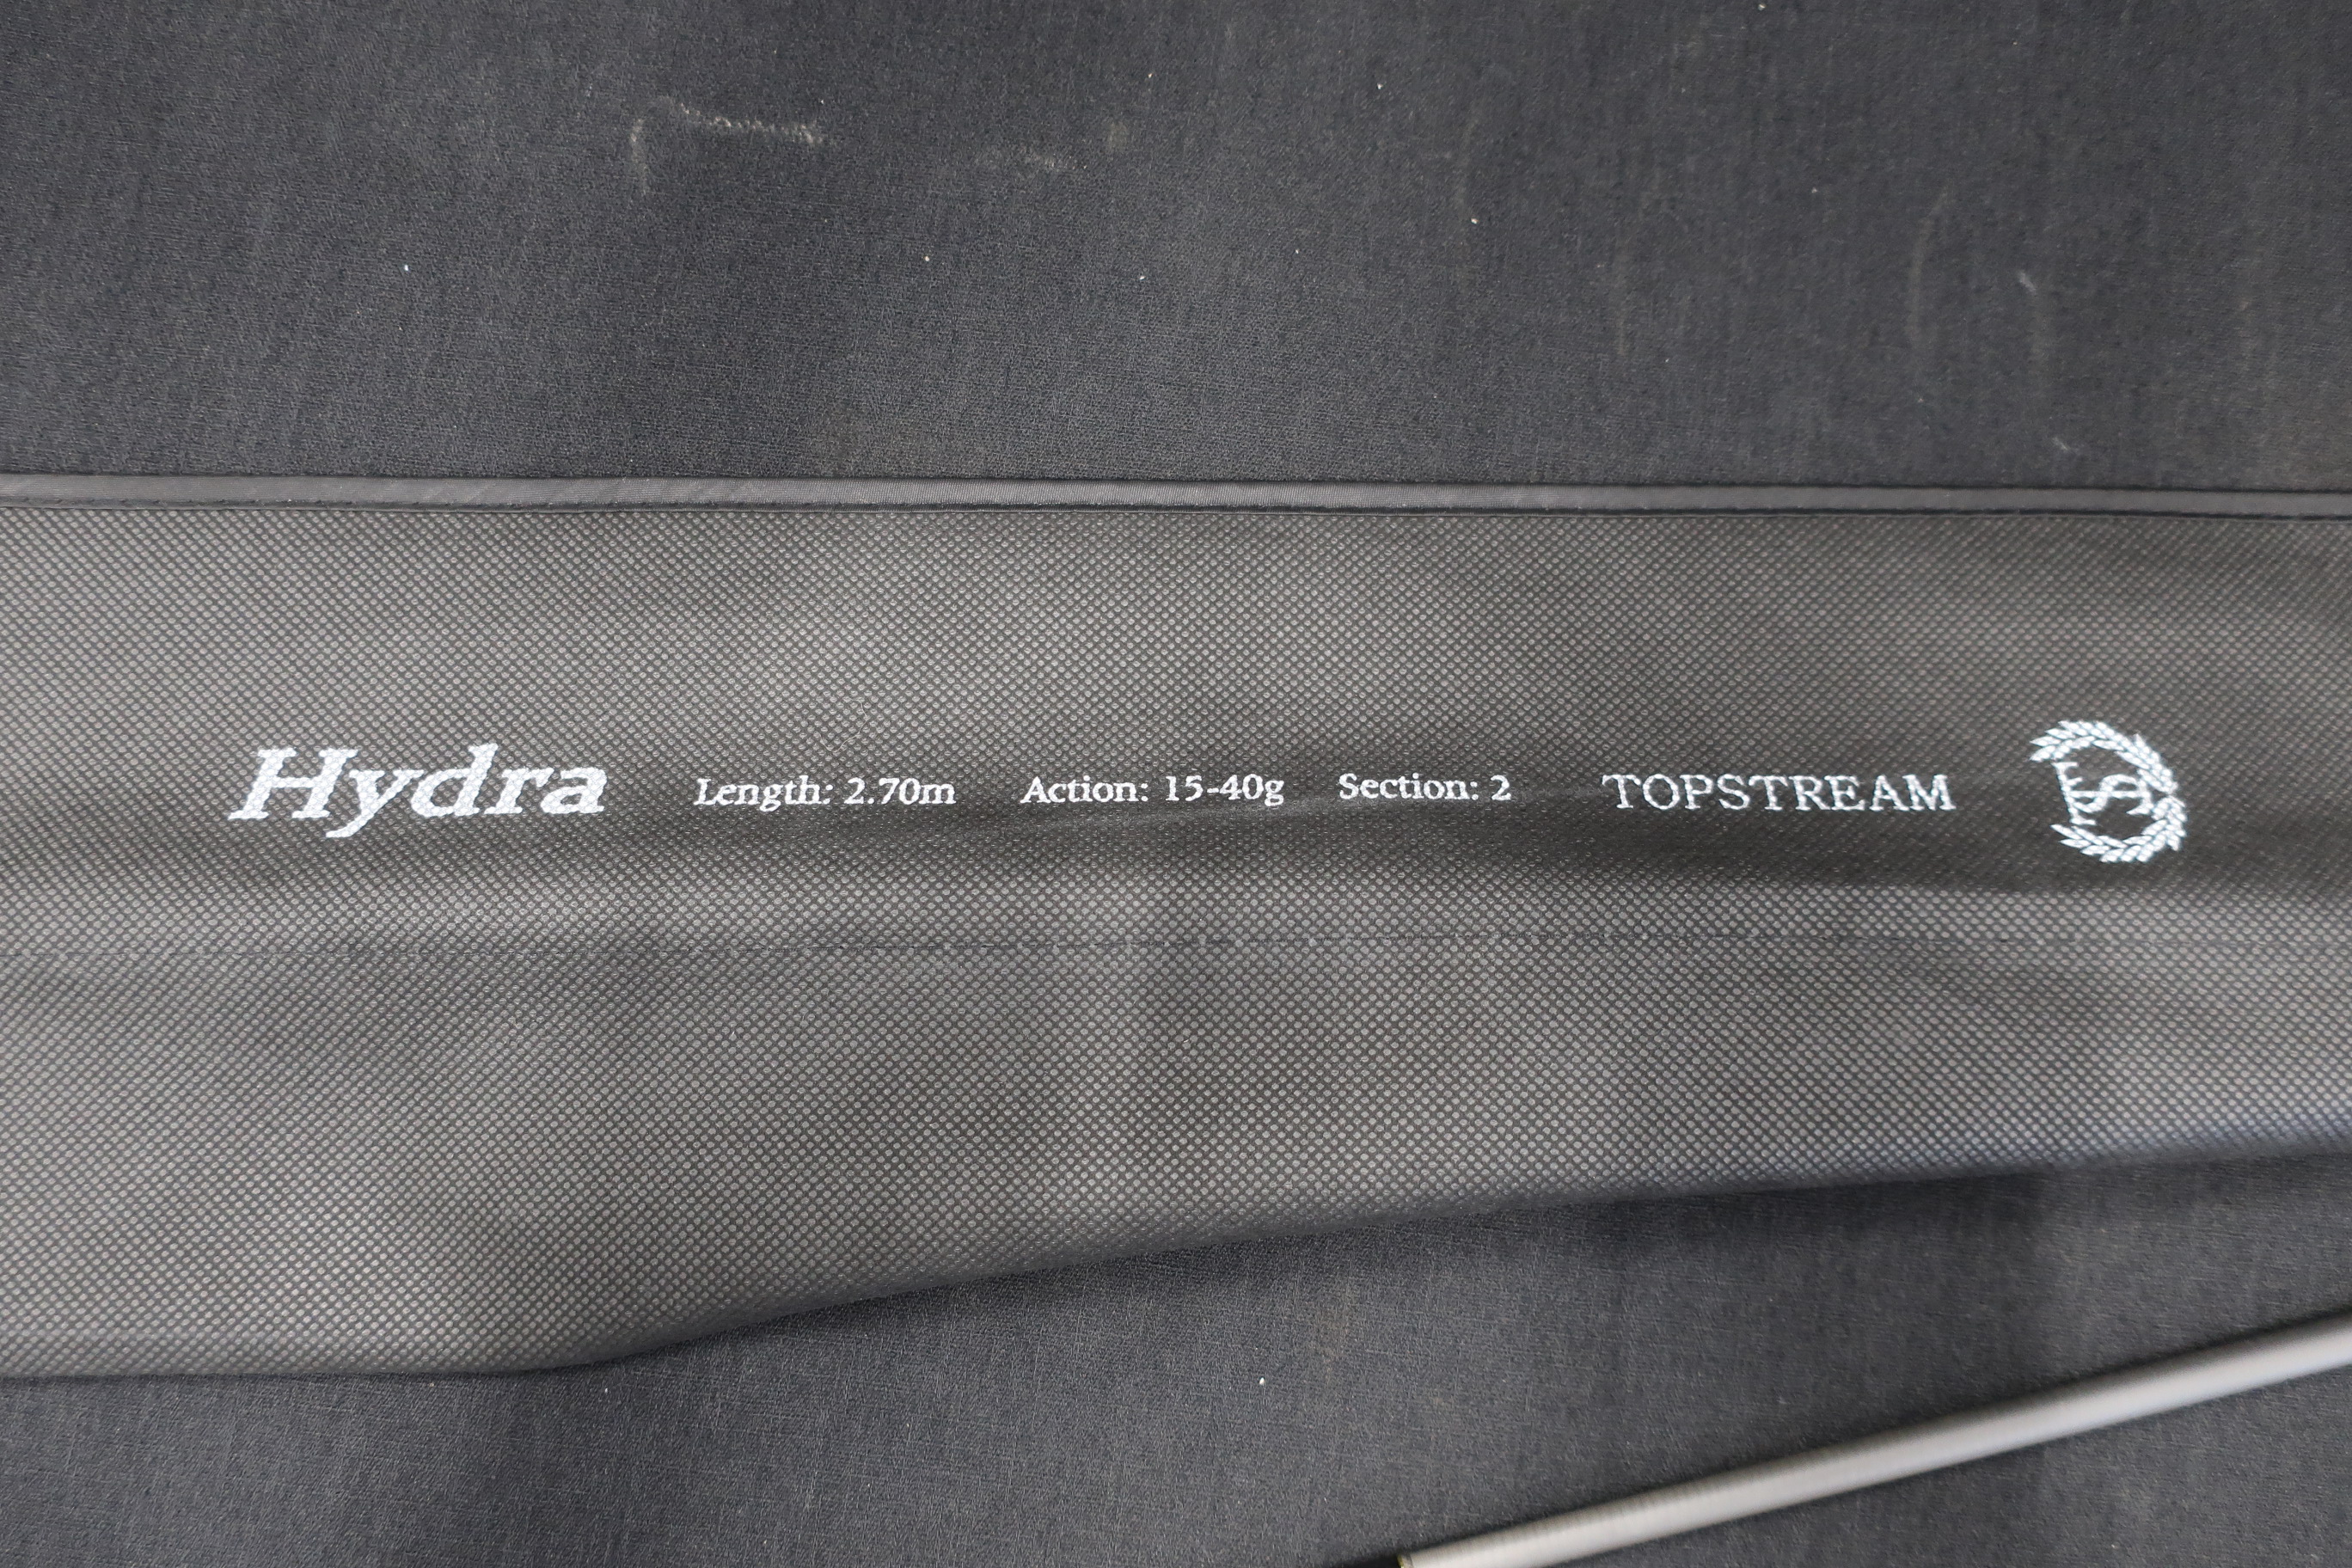 Hydra Length: 2.70m Action: 15-40g Section: 2 TOPSTREAM